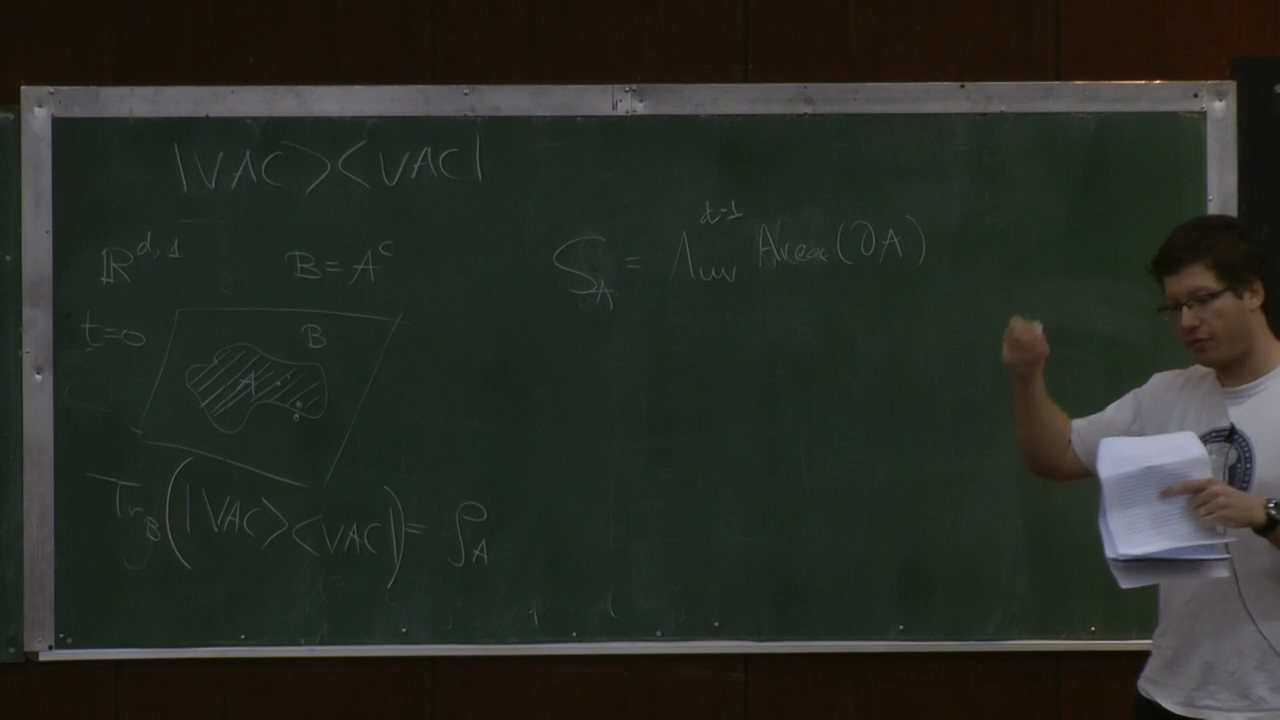 |VAC><VAC|
ℝ^{d,1} B=A^c
t=0
B
A
Tr_B(|VAC><VAC|)=ρ_A
S_A = Λ_{UV}^{d-1} Area(∂A)